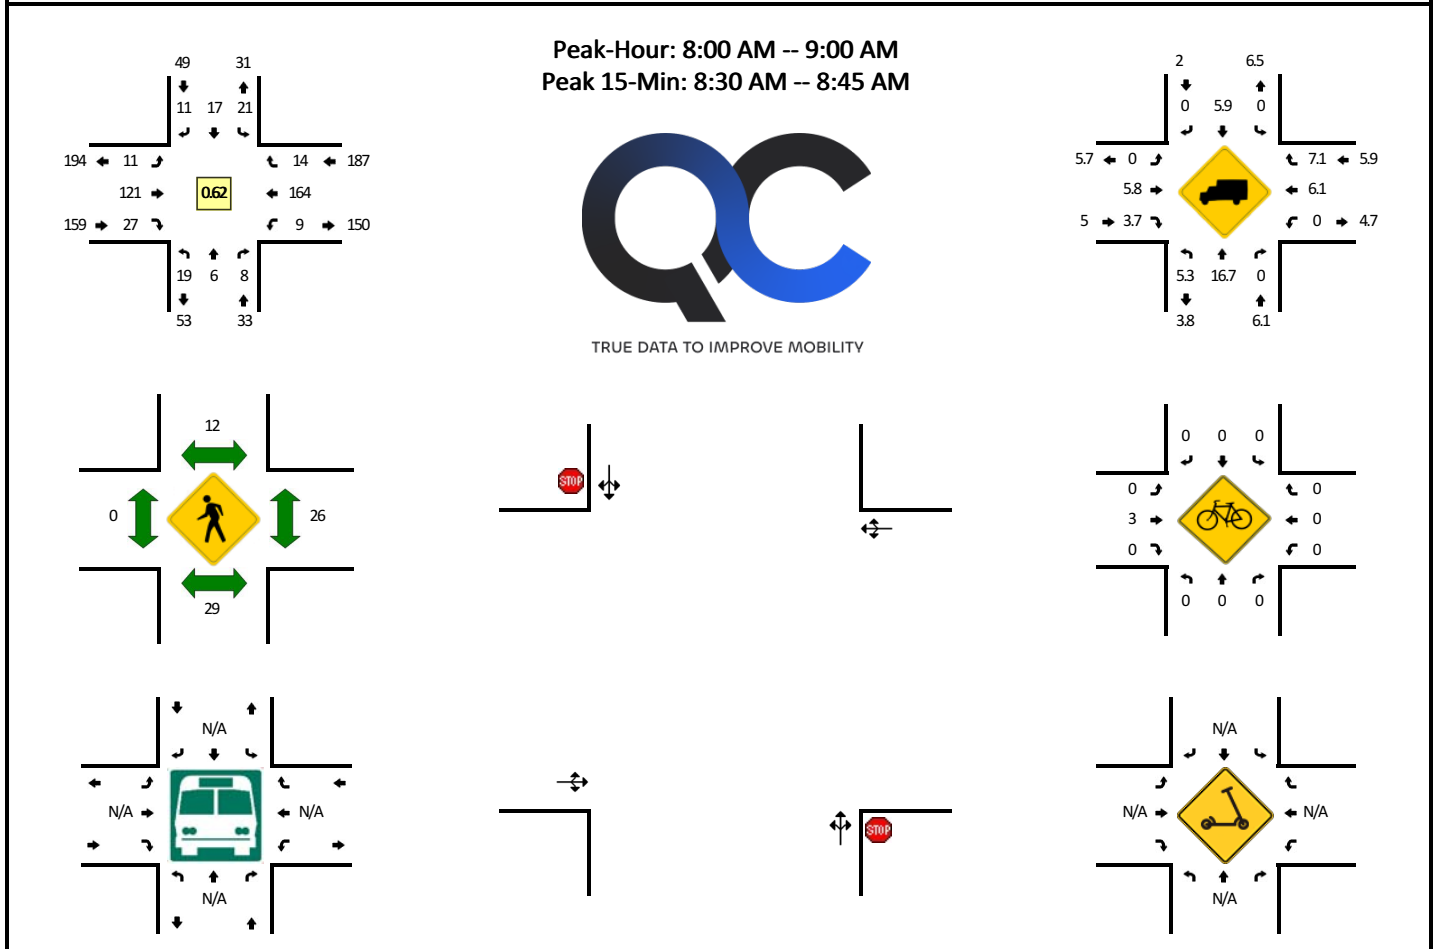 Peak-Hour: 8:00 AM -- 9:00 AM
Peak 15-Min: 8:30 AM -- 8:45 AM
49 31
11 17 21
194 11 14 187
121 0.62 164
159 27 9 150
19 6 8
53 33
QC
TRUE DATA TO IMPROVE MOBILITY
2 6.5
0 5.9 0
5.7 0 7.1 5.9
5.8 6.1
5 3.7 0 4.7
5.3 16.7 0
3.8 6.1
12
0 26
29
STOP
STOP
0 0 0
0 0
3 0
0 0
0 0 0
N/A
N/A N/A
N/A
N/A
N/A N/A
N/A